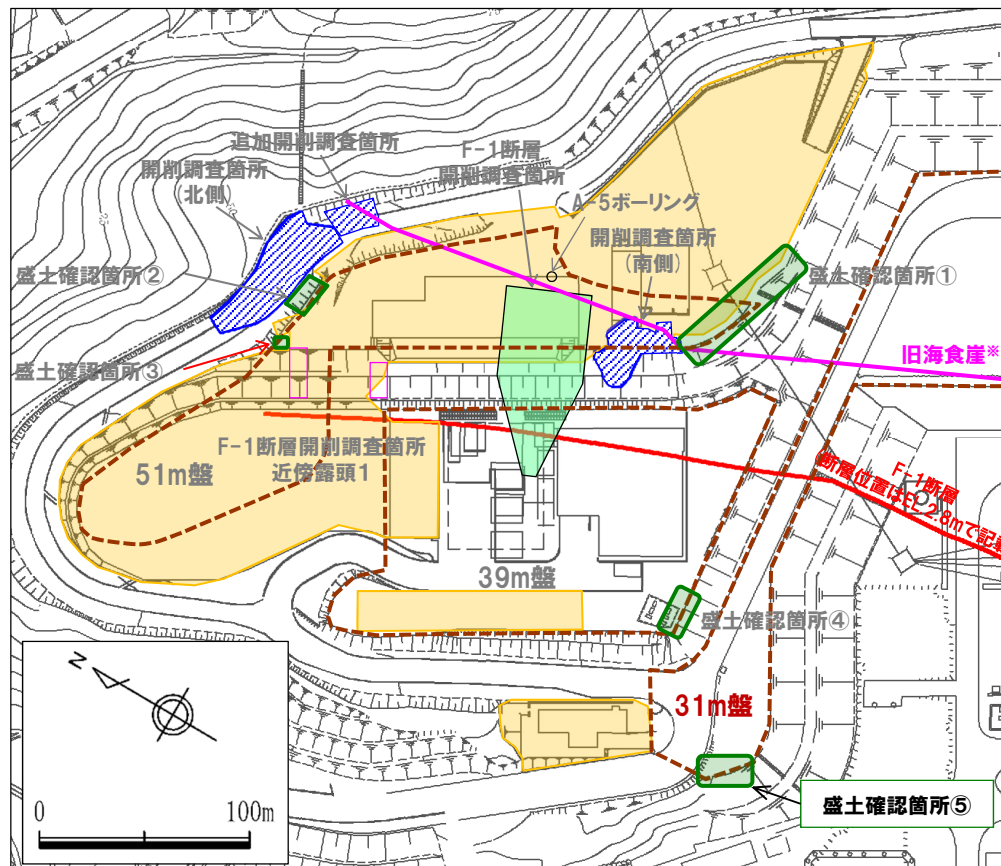 追加開削調査箇所
F-1断層
開削調査箇所
開削調査箇所
(北側)
A-5ボーリング
開削調査箇所
(南側)
盛土確認箇所②
盛土確認箇所①
盛土確認箇所③
旧海食崖※
F-1断層開削調査箇所
近傍露頭1
51m盤
F-1断層
(断層位置はEL2.8mで記載
39m盤
盛土確認箇所④
31m盤
盛土確認箇所⑤
N
0 100m